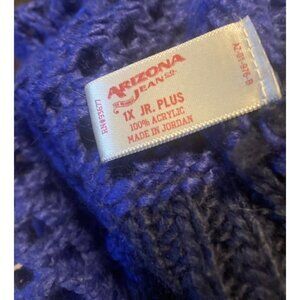 ARIZONA
JEAN CO.
1X JR. PLUS
100% ACRYLIC
MADE IN JORDAN